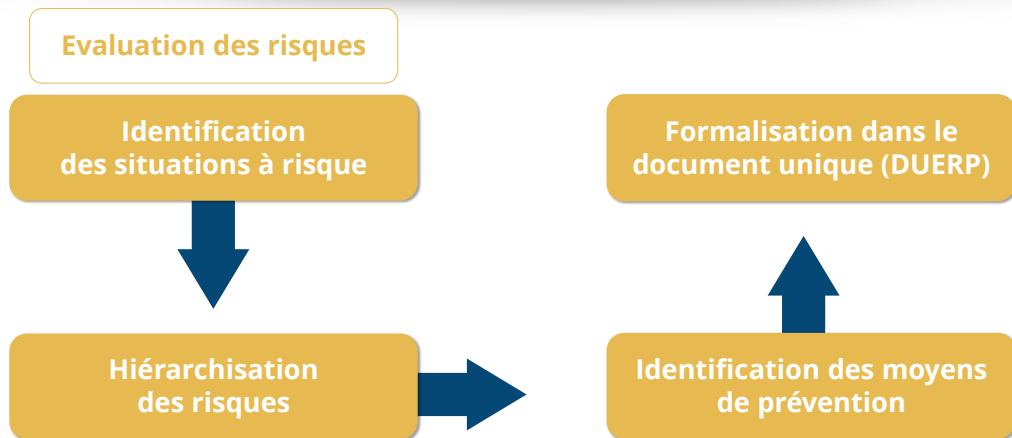 Evaluation des risques
Identification
des situations à risque
Hiérarchisation
des risques
Identification des moyens
de prévention
Formalisation dans le
document unique (DUERP)